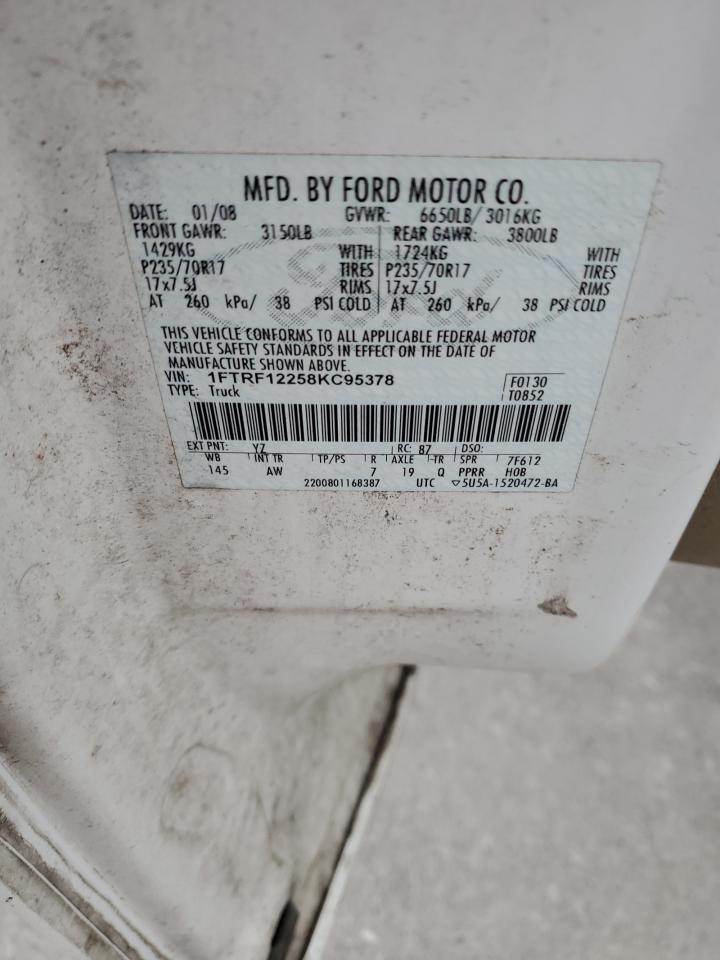 MFD. BY FORD MOTOR CO.
DATE: 01/08 GVWR: 6650LB/ 3016KG
FRONT GAWR: 3150LB REAR GAWR: 3800LB
1429KG WITH 1724KG WITH
P235/70R17 TIRES P235/70R17 TIRES
17x7.5J RIMS 17x7.5J RIMS
AT 260 kPa/ 38 PSI COLD AT 260 kPa/ 38 PSI COLD
THIS VEHICLE CONFORMS TO ALL APPLICABLE FEDERAL MOTOR
VEHICLE SAFETY STANDARDS IN EFFECT ON THE DATE OF
MANUFACTURE SHOWN ABOVE.
VIN: 1FTRF12258KC95378 F0130
TYPE: Truck T0852
EXT PNT: YZ RC: 87 DSO:
WB INT TR TP/PS R AXLE TR SPR 7F612
145 AW 7 19 Q PPRR H0B
2200801168387 UTC ▽5U5A-1520472-BA